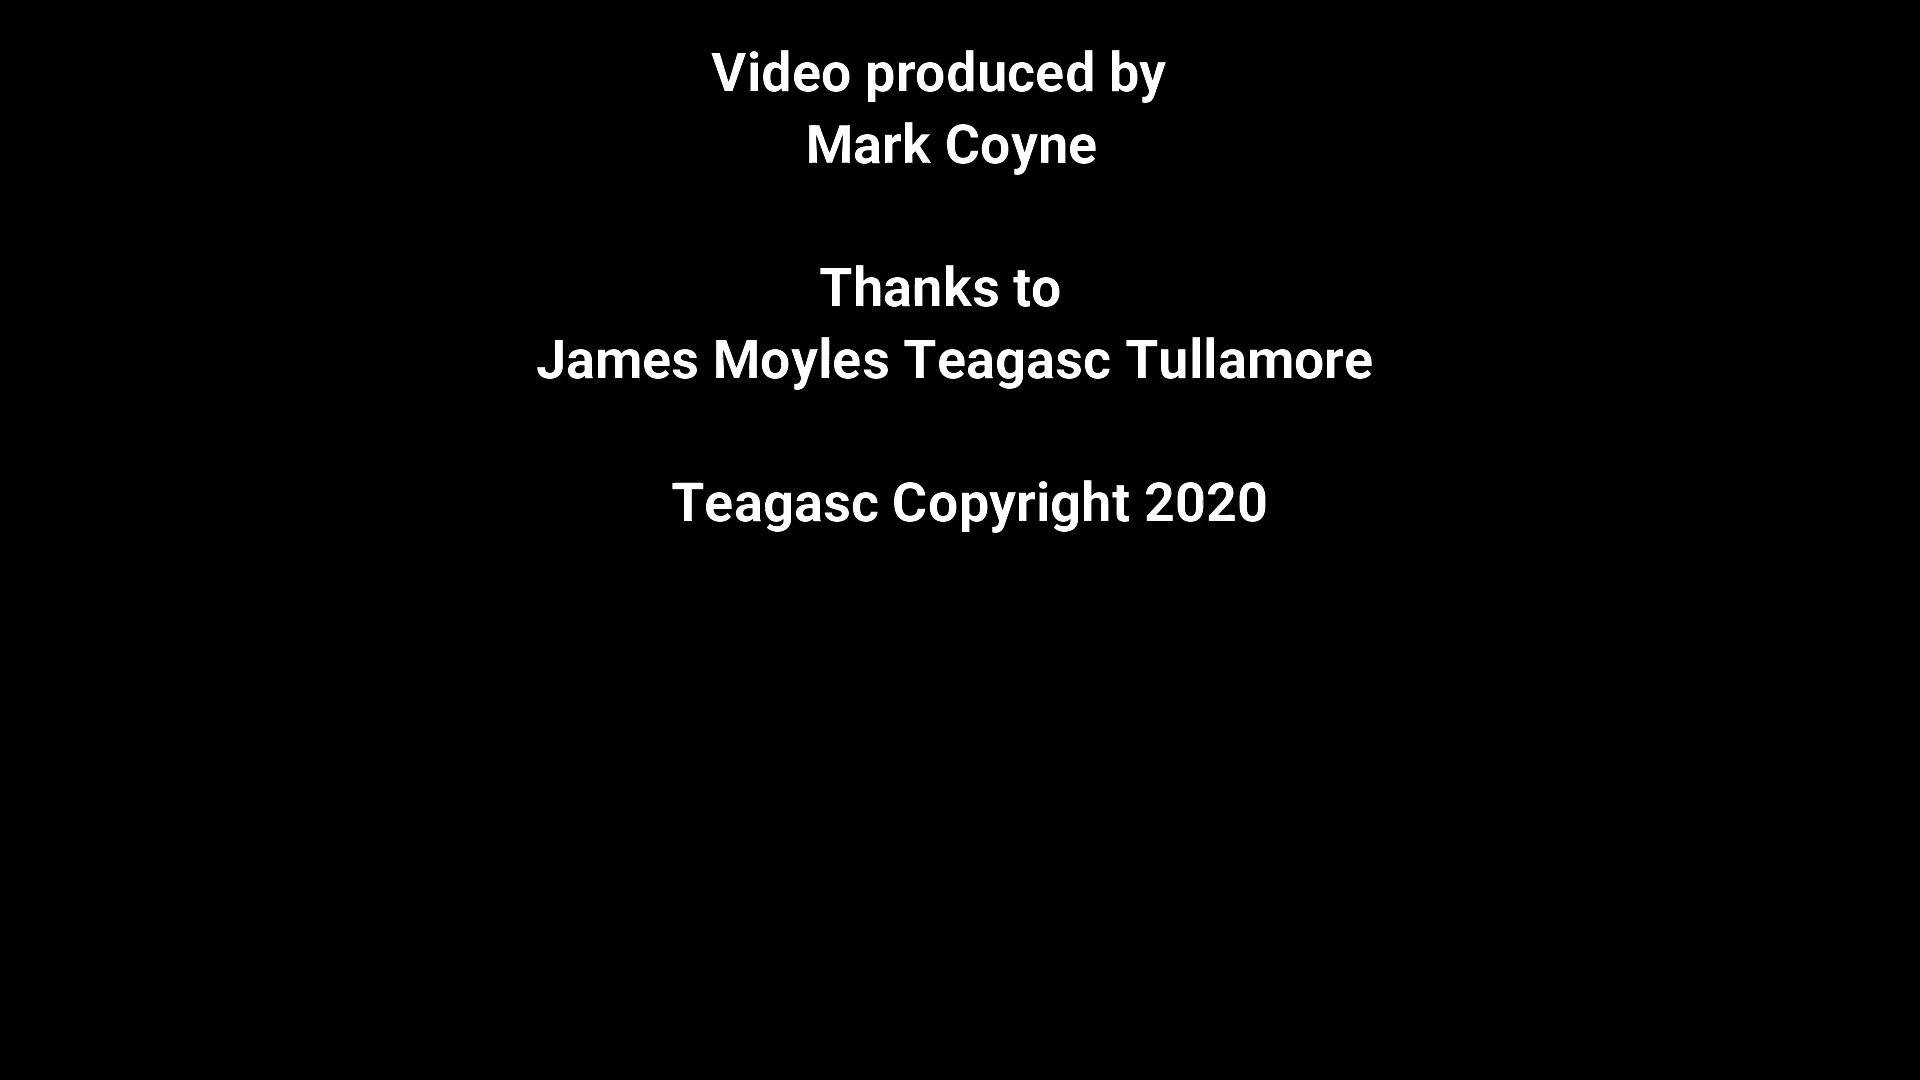 Video produced by
Mark Coyne
Thanks to
James Moyles Teagasc Tullamore
Teagasc Copyright 2020